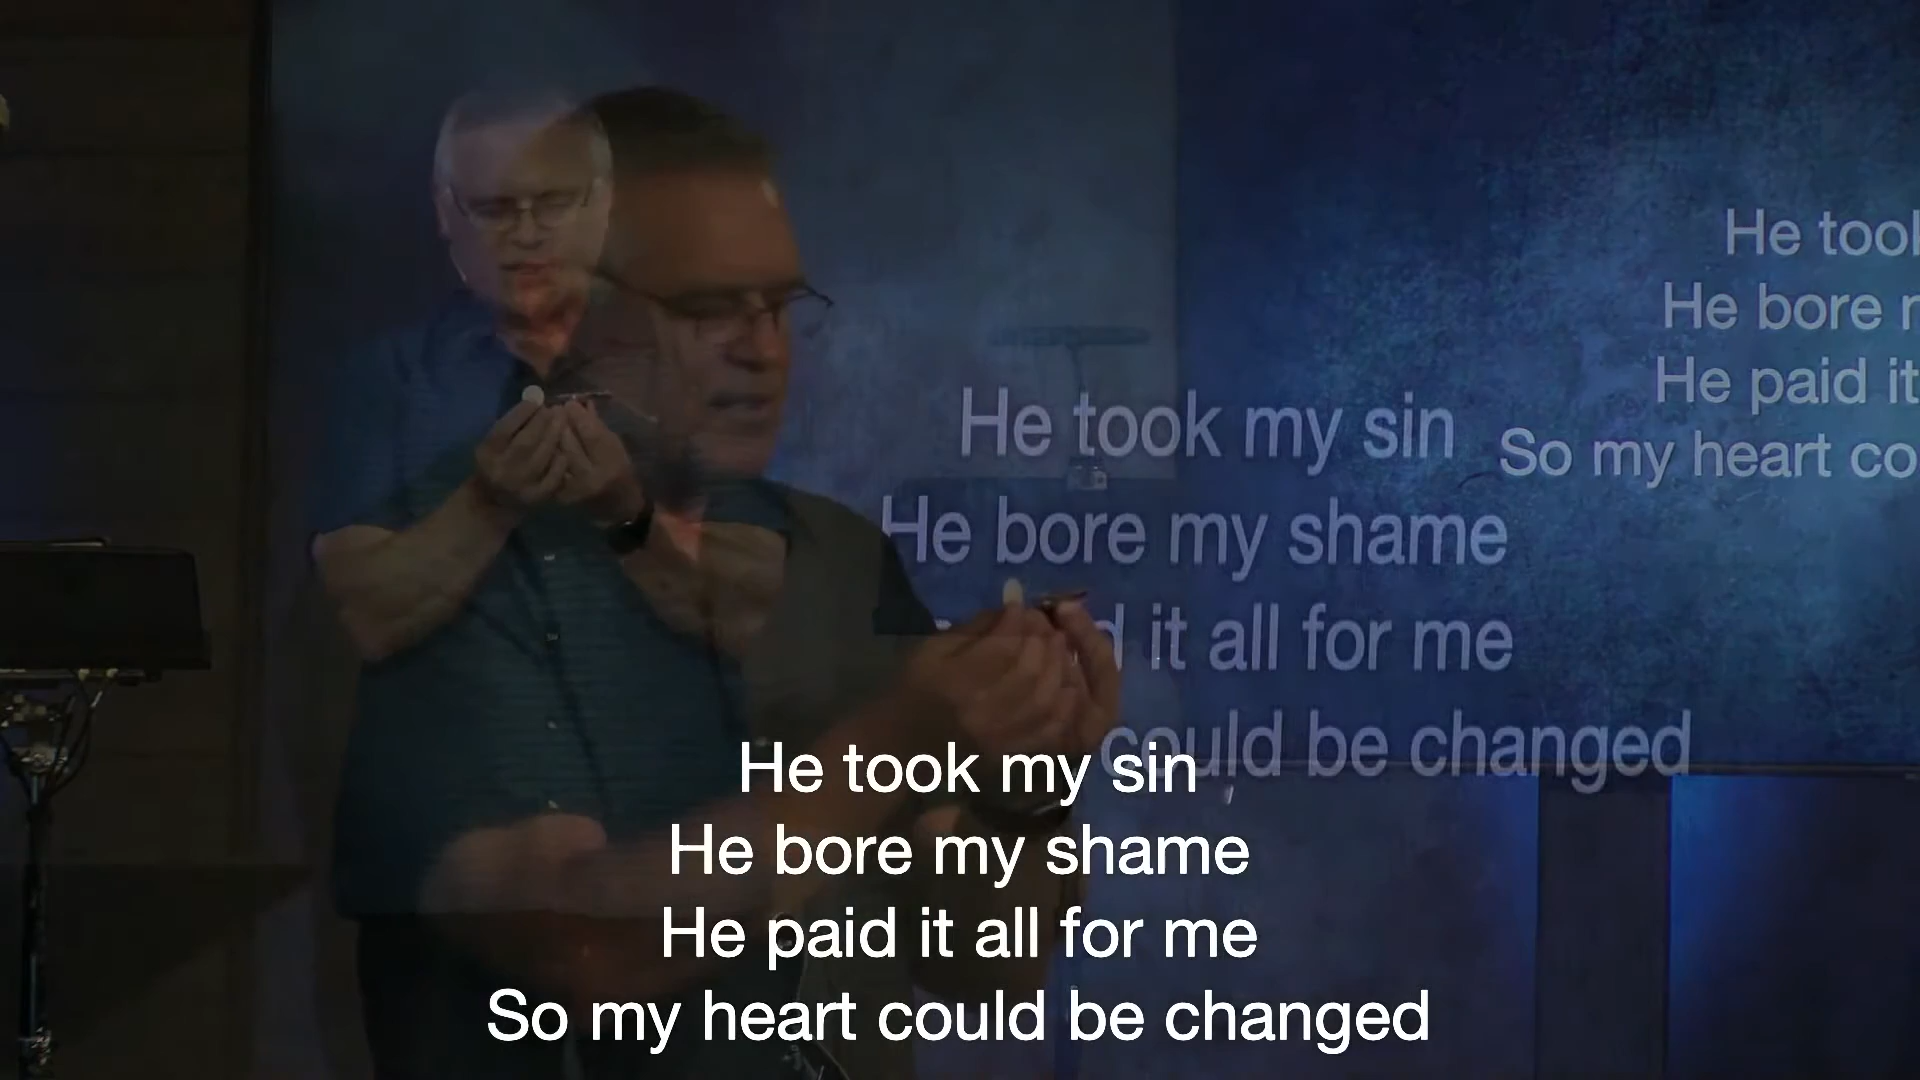 He took
He bore
He paid it
So my heart co
He took my sin
He bore my shame
it all for me
could be changed
He took my sin
He bore my shame
He paid it all for me
So my heart could be changed